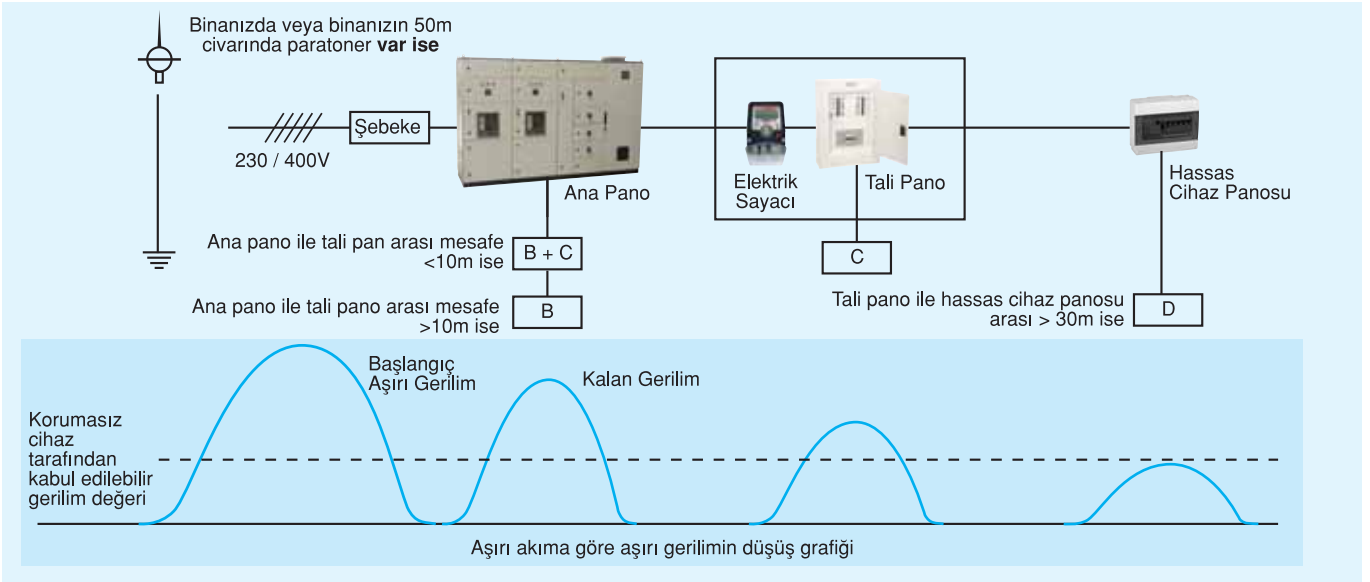 Binanızda veya binanızın 50m
civarında paratoner var ise
230 / 400V
Şebeke
Ana Pano
Elektrik
Sayacı
Tali Pano
Hassas
Cihaz Panosu
Ana pano ile tali pan arası mesafe
<10m ise
B + C
Ana pano ile tali pano arası mesafe
>10m ise
B
C
Tali pano ile hassas cihaz panosu
arası > 30m ise
D
Başlangıç
Aşırı Gerilim
Kalan Gerilim
Korumasız
cihaz
tarafından
kabul edilebilir
gerilim değeri
Aşırı akıma göre aşırı gerilimin düşüş grafiği